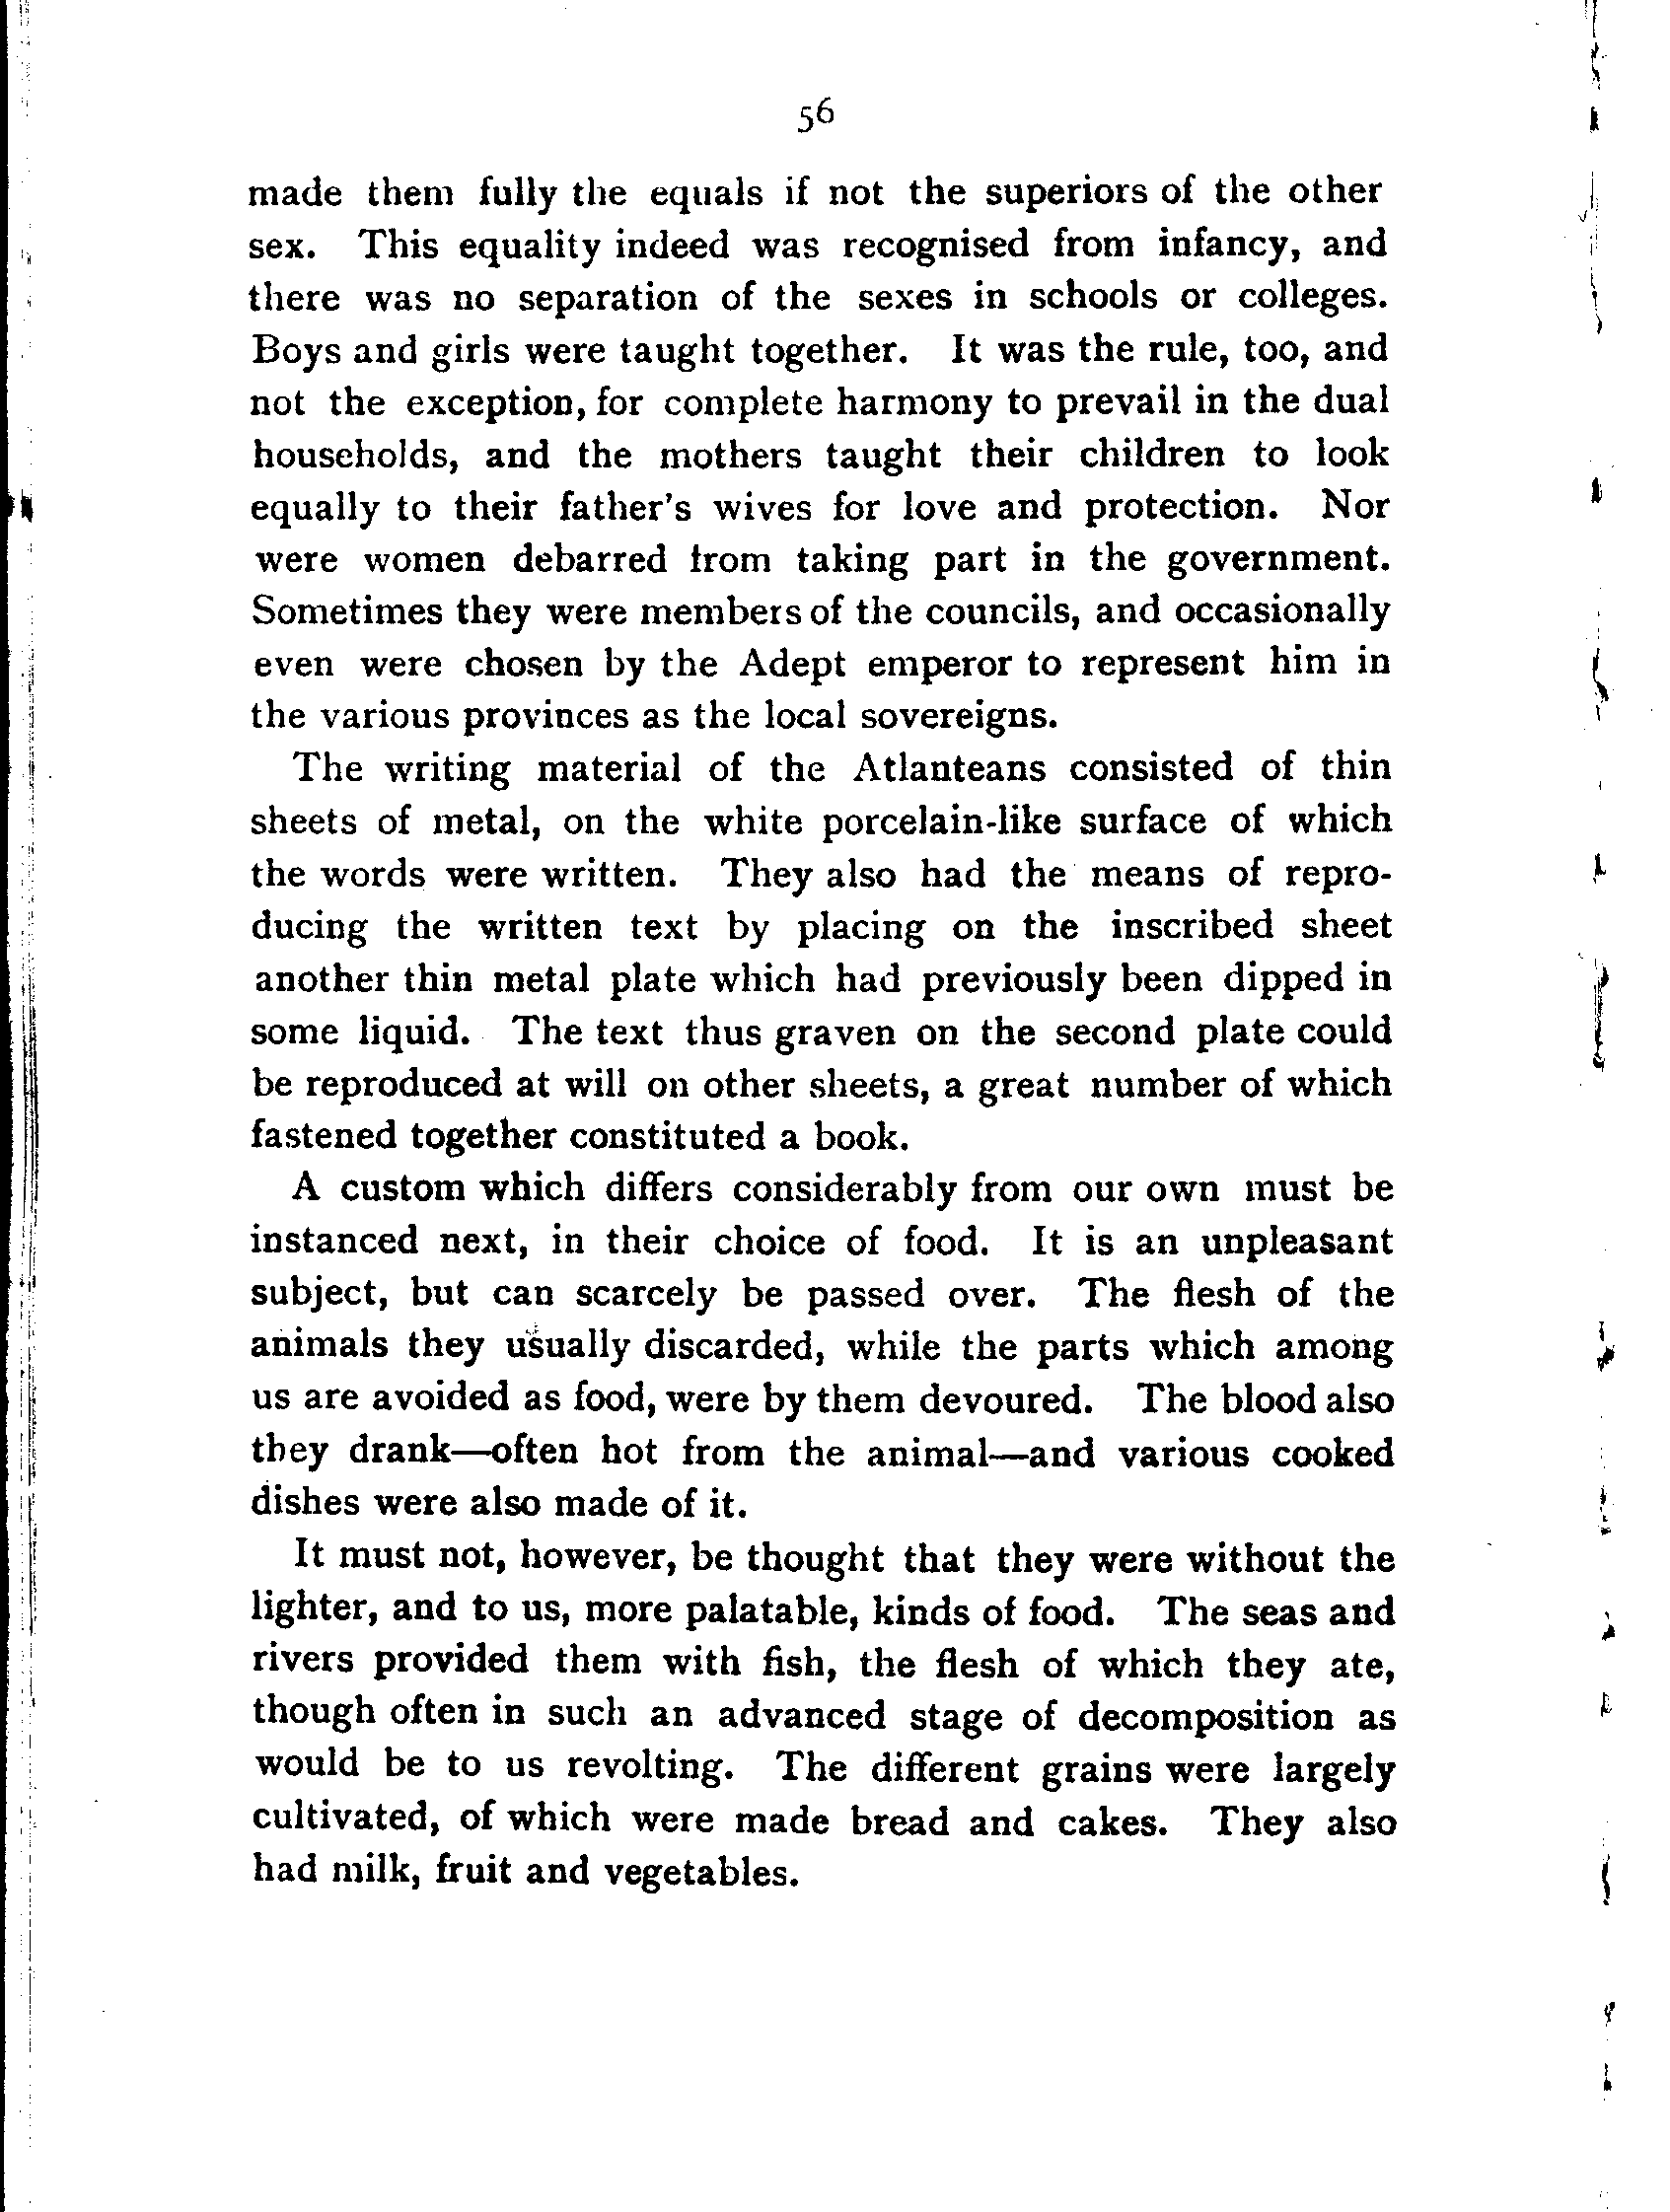 56
made them fully the equals if not the superiors of the other
sex. This equality indeed was recognised from infancy, and
there was no separation of the sexes in schools or colleges.
Boys and girls were taught together. It was the rule, too, and
not the exception, for complete harmony to prevail in the dual
households, and the mothers taught their children to look
equally to their father's wives for love and protection. Nor
were women debarred from taking part in the government.
Sometimes they were members of the councils, and occasionally
even were chosen by the Adept emperor to represent him in
the various provinces as the local sovereigns.
The writing material of the Atlanteans consisted of thin
sheets of metal, on the white porcelain-like surface of which
the words were written. They also had the means of repro-
ducing the written text by placing on the inscribed sheet
another thin metal plate which had previously been dipped in
some liquid. The text thus graven on the second plate could
be reproduced at will on other sheets, a great number of which
fastened together constituted a book.
A custom which differs considerably from our own must be
instanced next, in their choice of food. It is an unpleasant
subject, but can scarcely be passed over. The flesh of the
animals they usually discarded, while the parts which among
us are avoided as food, were by them devoured. The blood also
they drank—often hot from the animal—and various cooked
dishes were also made of it.
It must not, however, be thought that they were without the
lighter, and to us, more palatable, kinds of food. The seas and
rivers provided them with fish, the flesh of which they ate,
though often in such an advanced stage of decomposition as
would be to us revolting. The different grains were largely
cultivated, of which were made bread and cakes. They also
had milk, fruit and vegetables.